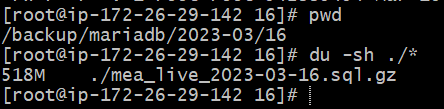 [root@ip-172-26-29-142 16]# pwd
/backup/mariadb/2023-03/16
[root@ip-172-26-29-142 16]# du -sh ./*
518M    ./mea_live_2023-03-16.sql.gz
[root@ip-172-26-29-142 16]#